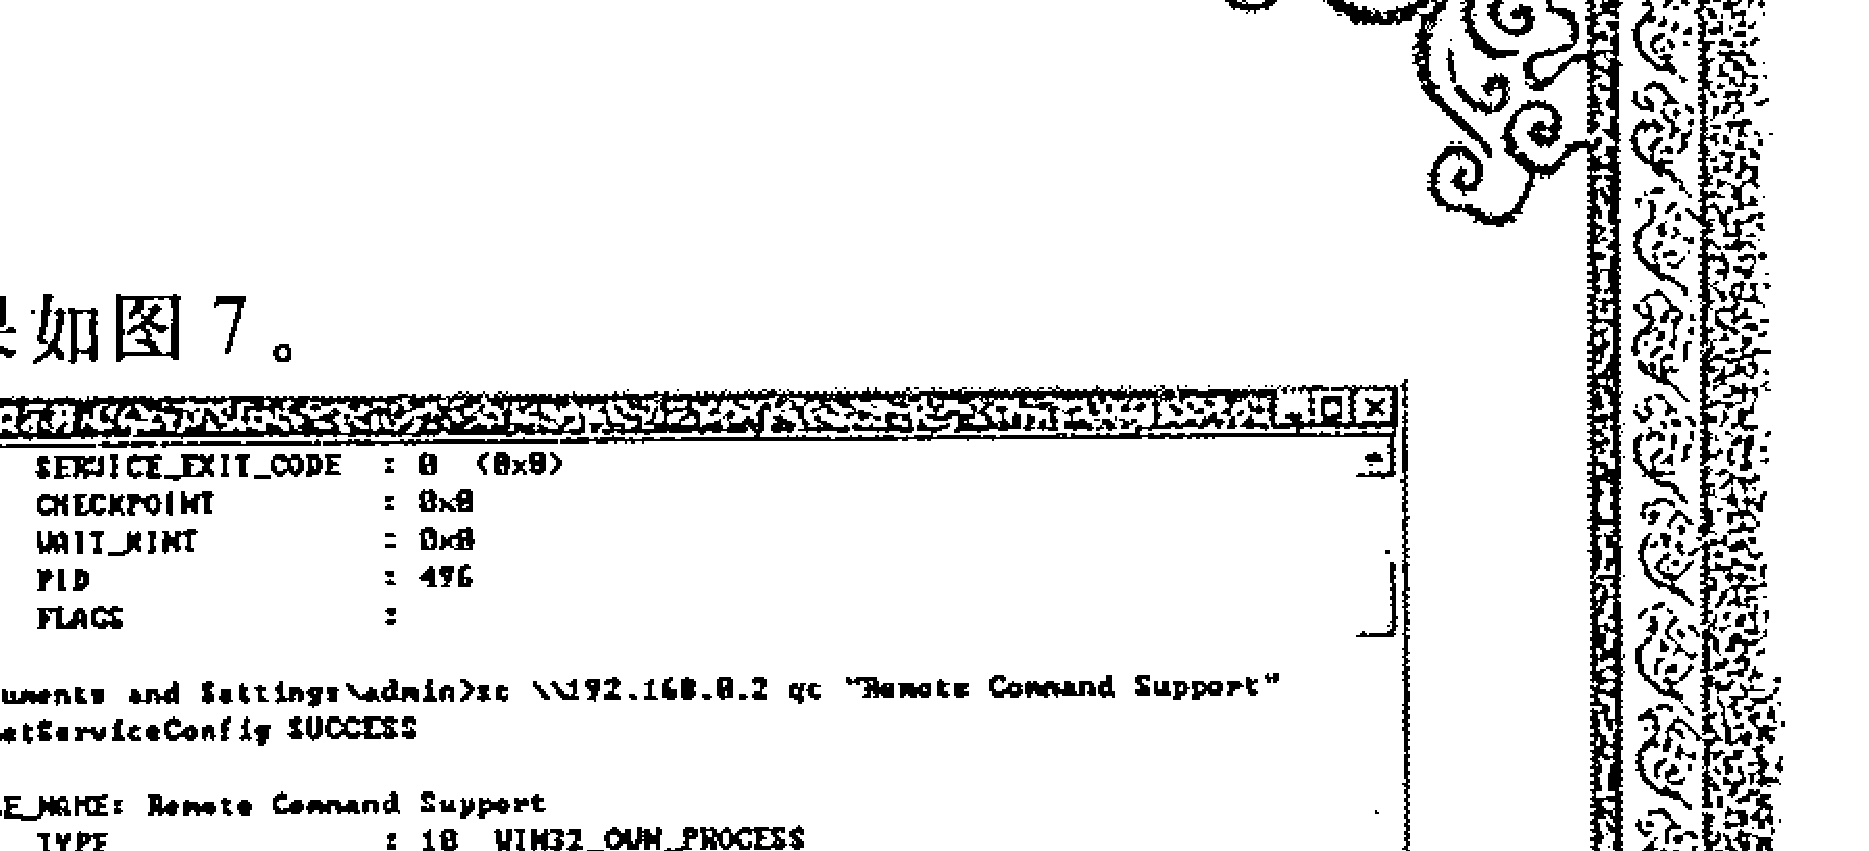 果如图 7。
SERVICE_EXIT_CODE : 0 (0x0)
CHECKPOINT : 0x0
WAIT_HINT : 0x0
PID : 496
FLAGS :
uments and Settings\admin>sc \\192.168.0.2 qc "Remote Command Support"
etServiceConfig SUCCESS
E_NAME: Remote Command Support
TYPE : 10 WIN32_OWN_PROCESS